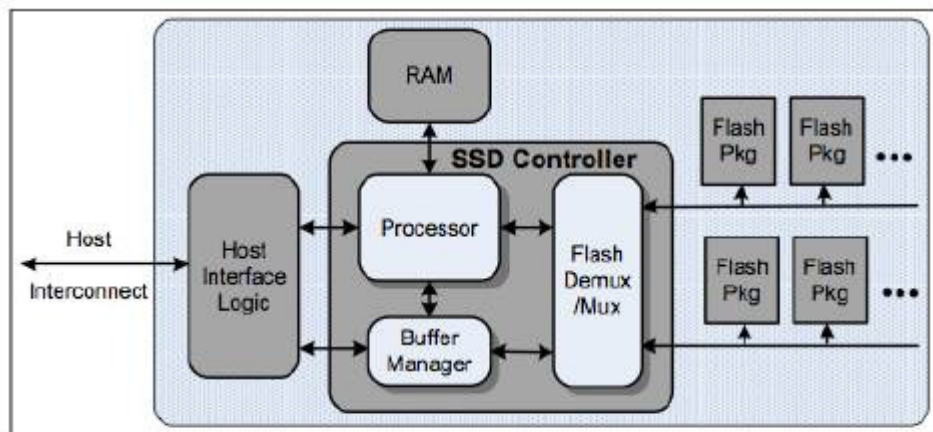 RAM
SSD Controller
Flash
Pkg
Flash
Pkg
Processor
Host
Interconnect
Host
Interface
Logic
Flash
Demux
/Mux
Flash
Pkg
Flash
Pkg
Buffer
Manager